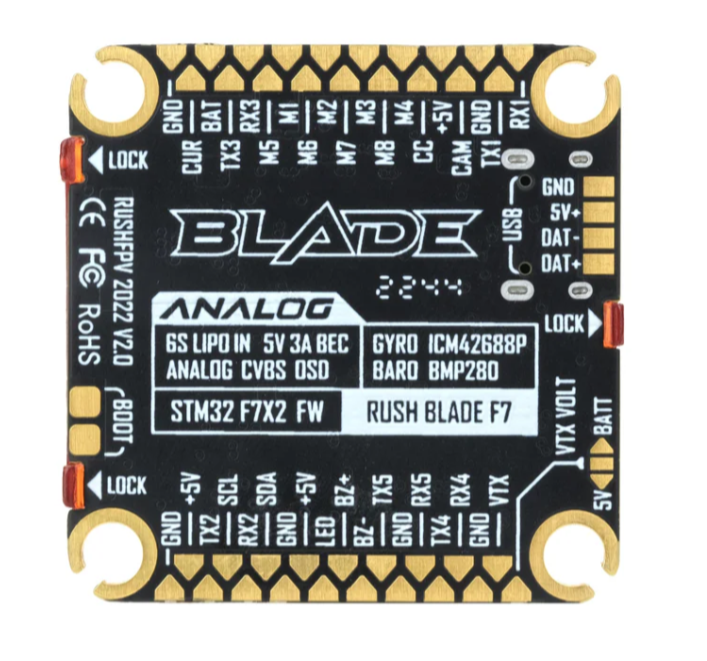 GND BAT RX3 M1 M2 M3 M4 +5V GND RX1
CUR TX3 M5 M6 M7 M8 CC CAM TX1
LOCK
GND
5V+
DAT-
DAT+
USB
BLADE
2244
RUSHFPV 2022 V2.0
CE FC RoHS
ANALOG
6S LIPO IN 5V 3A BEC
ANALOG CVBS OSD
GYRO ICM42688P
BARO BMP280
STM32 F7X2 FW
RUSH BLADE F7
LOCK
BOOT
VTX VOLT
BATT
5V
LOCK
+5V SCL SDA +5V BZ+ TX5 RX5 RX4 VTX
GND TX2 RX2 GND LED BZ- GND TX4 GND